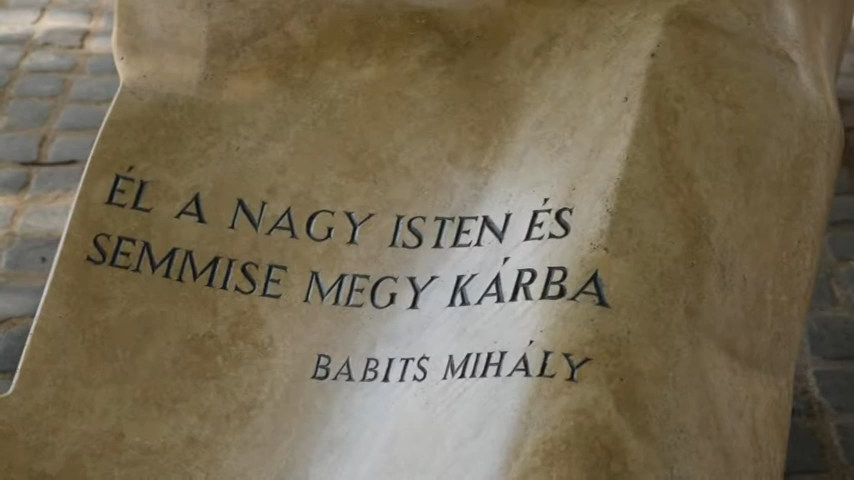 ÉL A NAGY ISTEN ÉS
SEMMISE MEGY KÁRBA
BABITS MIHÁLY